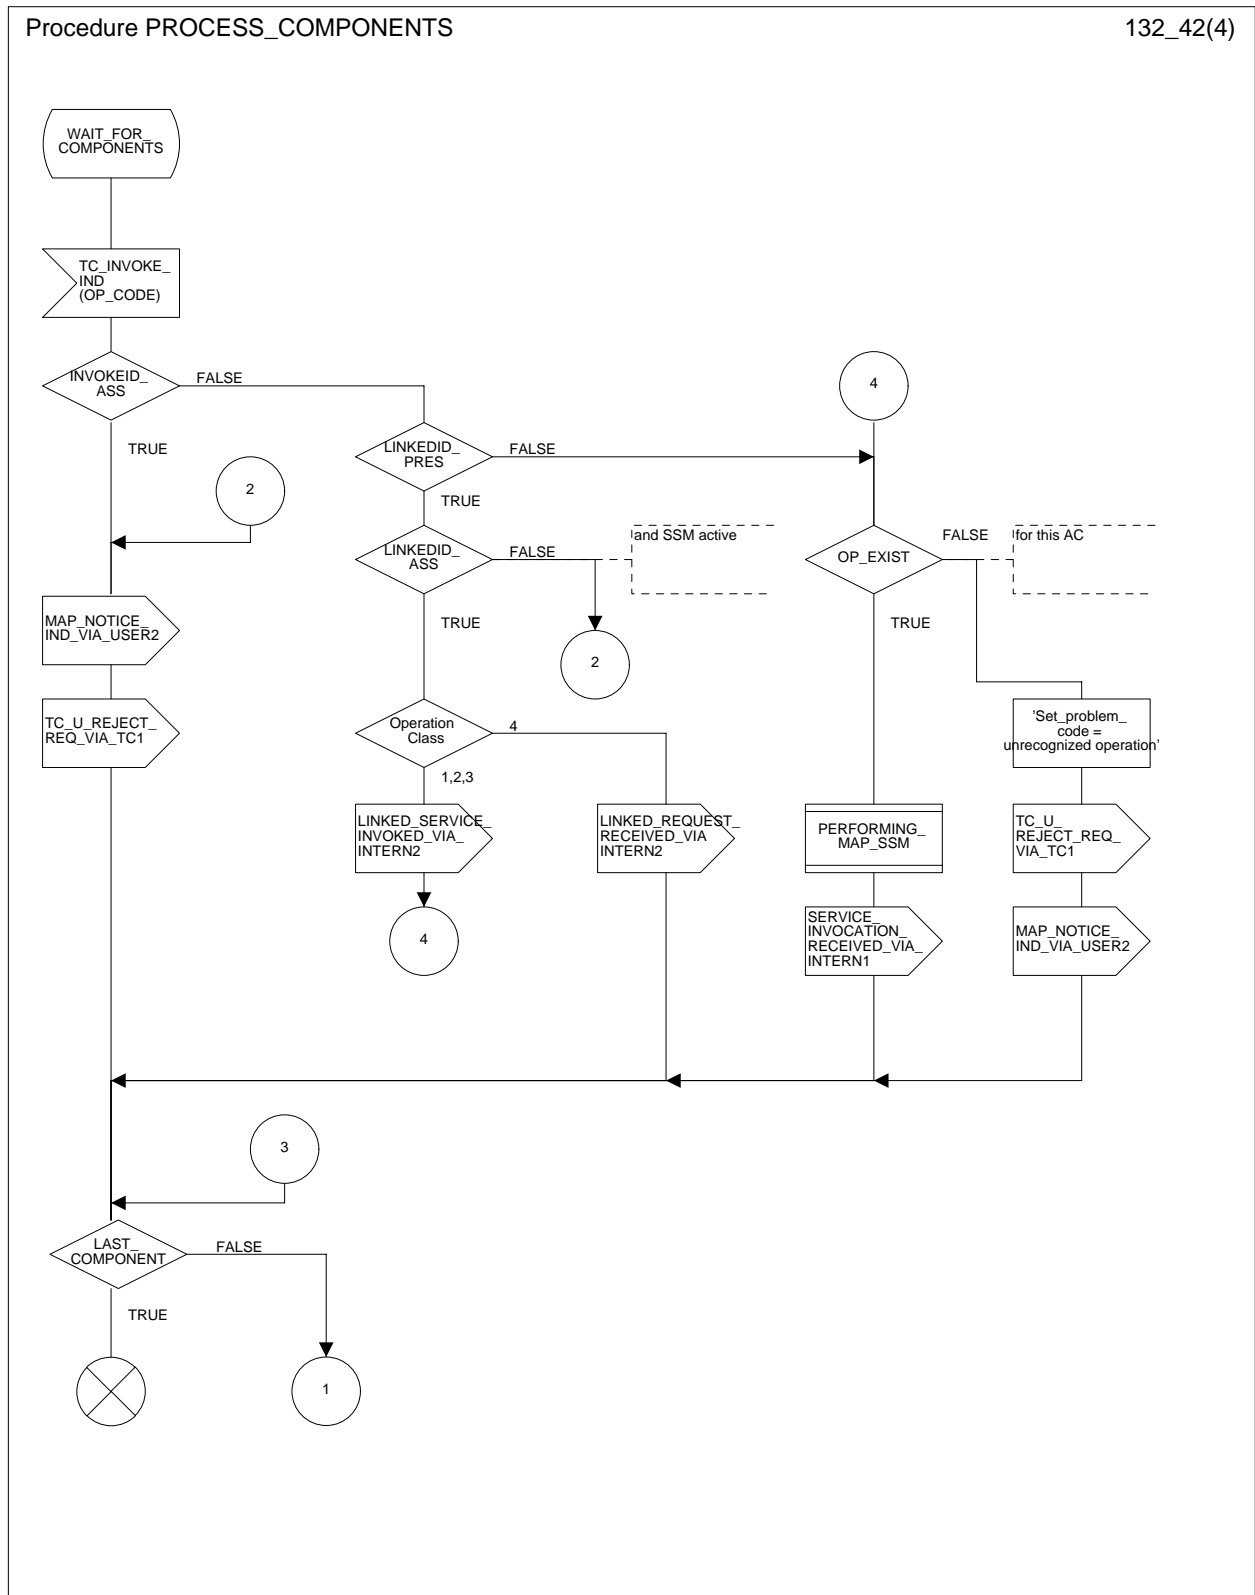 Procedure PROCESS_COMPONENTS
132_42(4)
WAIT_FOR_
COMPONENTS
TC_INVOKE_
IND
(OP_CODE)
INVOKEID_
ASS
FALSE
4
TRUE
LINKEDID_
PRES
FALSE
2
TRUE
LINKEDID_
ASS
FALSE
and SSM active
OP_EXIST
FALSE
for this AC
MAP_NOTICE_
IND_VIA_USER2
TRUE
TRUE
2
TC_U_REJECT_
REQ_VIA_TC1
Operation
Class
4
'Set_problem_
code =
unrecognized operation'
1,2,3
LINKED_SERVICE_
INVOKED_VIA_
INTERN2
LINKED_REQUEST_
RECEIVED_VIA
INTERN2
PERFORMING_
MAP_SSM
TC_U_
REJECT_REQ_
VIA_TC1
4
SERVICE_
INVOCATION_
RECEIVED_VIA_
INTERN1
MAP_NOTICE_
IND_VIA_USER2
3
LAST_
COMPONENT
FALSE
TRUE
1